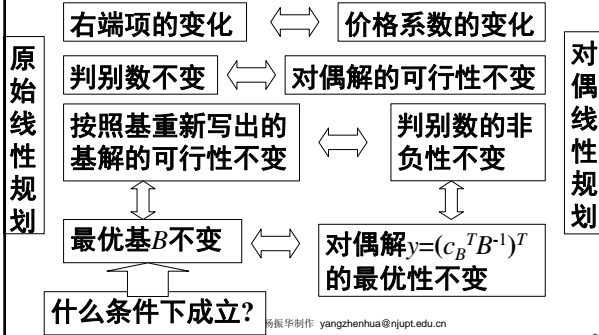 右端项的变化
价格系数的变化
原始线性规划
判别数不变
对偶解的可行性不变
对偶线性规划
按照基重新写出的
基解的可行性不变
判别数的非
负性不变
最优基B不变
对偶解y=(c_B^T B^-1)^T
的最优性不变
什么条件下成立?
杨振华制作 yangzhenhua@njupt.edu.cn